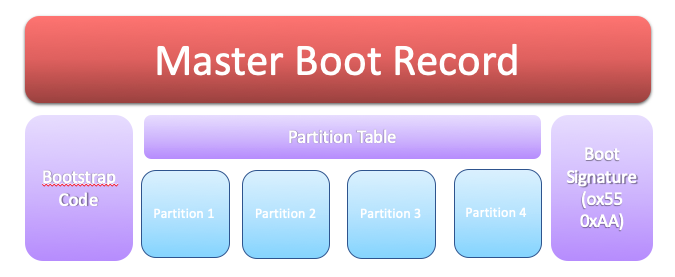 Master Boot Record
Bootstrap
Code
Partition Table
Partition 1
Partition 2
Partition 3
Partition 4
Boot
Signature
(0x55
0xAA)